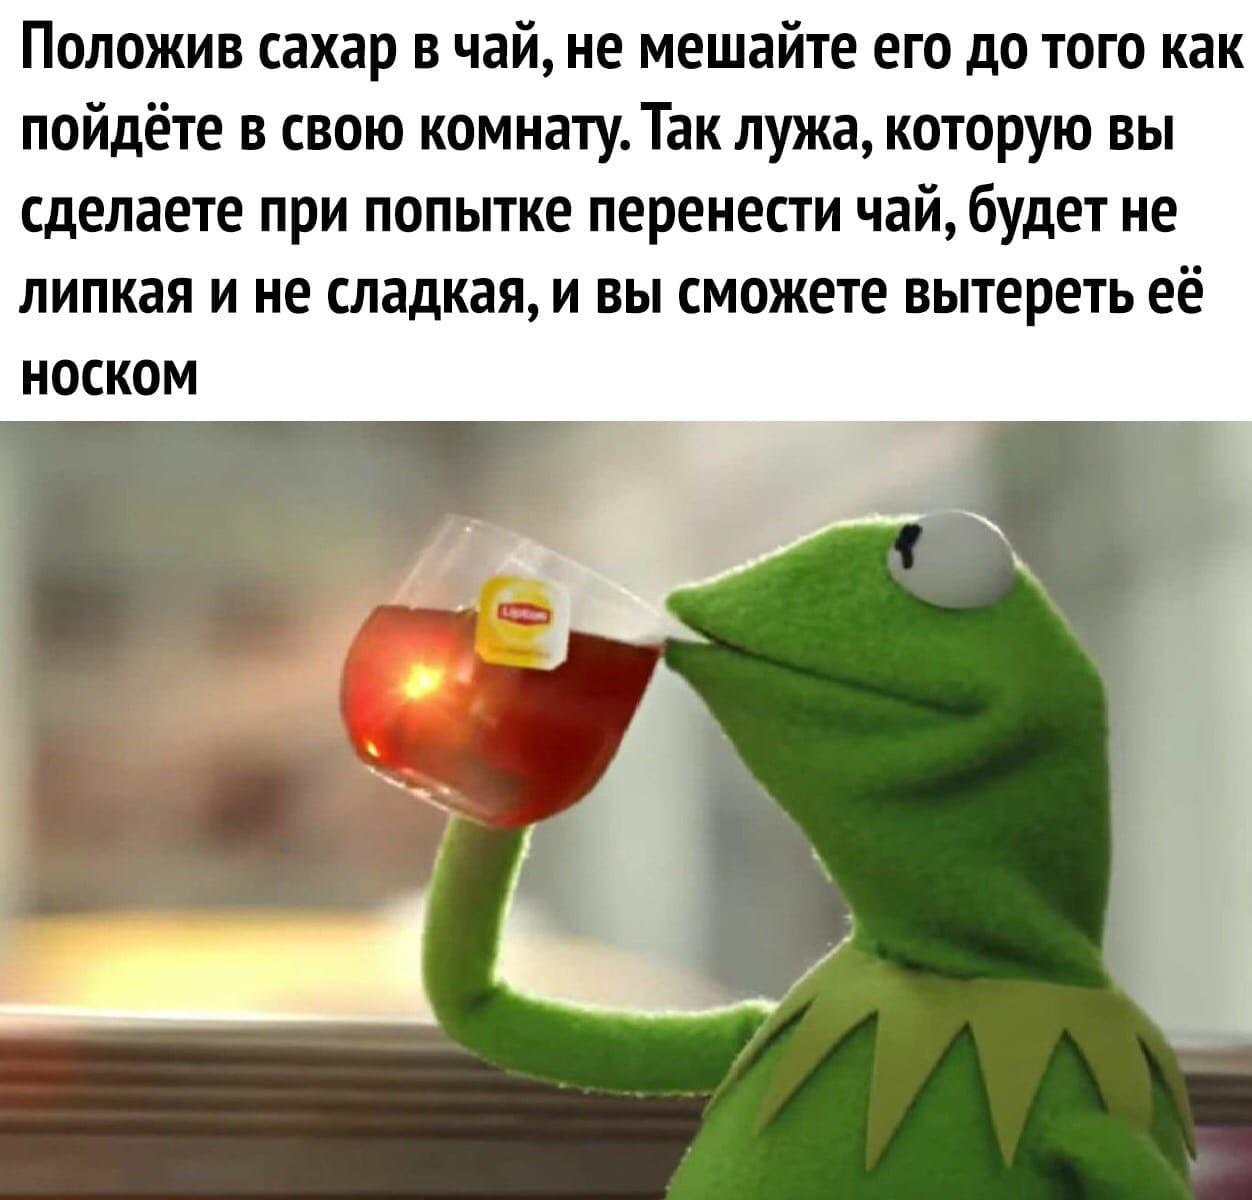 Положив сахар в чай, не мешайте его до того как
пойдёте в свою комнату. Так лужа, которую вы
сделаете при попытке перенести чай, будет не
липкая и не сладкая, и вы сможете вытереть её
носком
Lipton